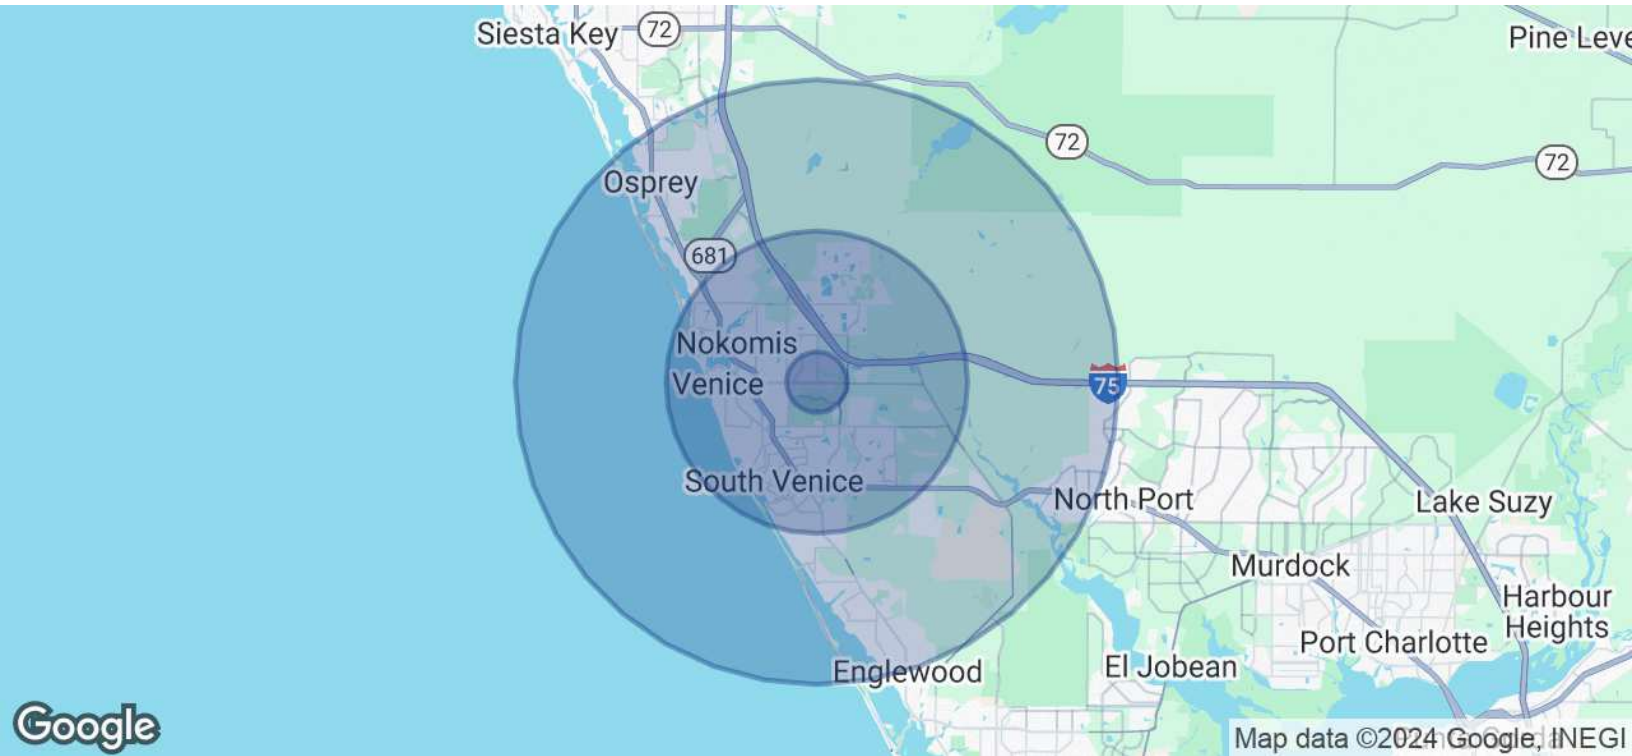 Siesta Key
72
Pine Leve
72
72
Osprey
681
Nokomis
Venice
75
South Venice
North Port
Lake Suzy
Murdock
Harbour
Heights
Port Charlotte
Englewood
El Jobean
Google
Map data ©2024 Google, INEGI